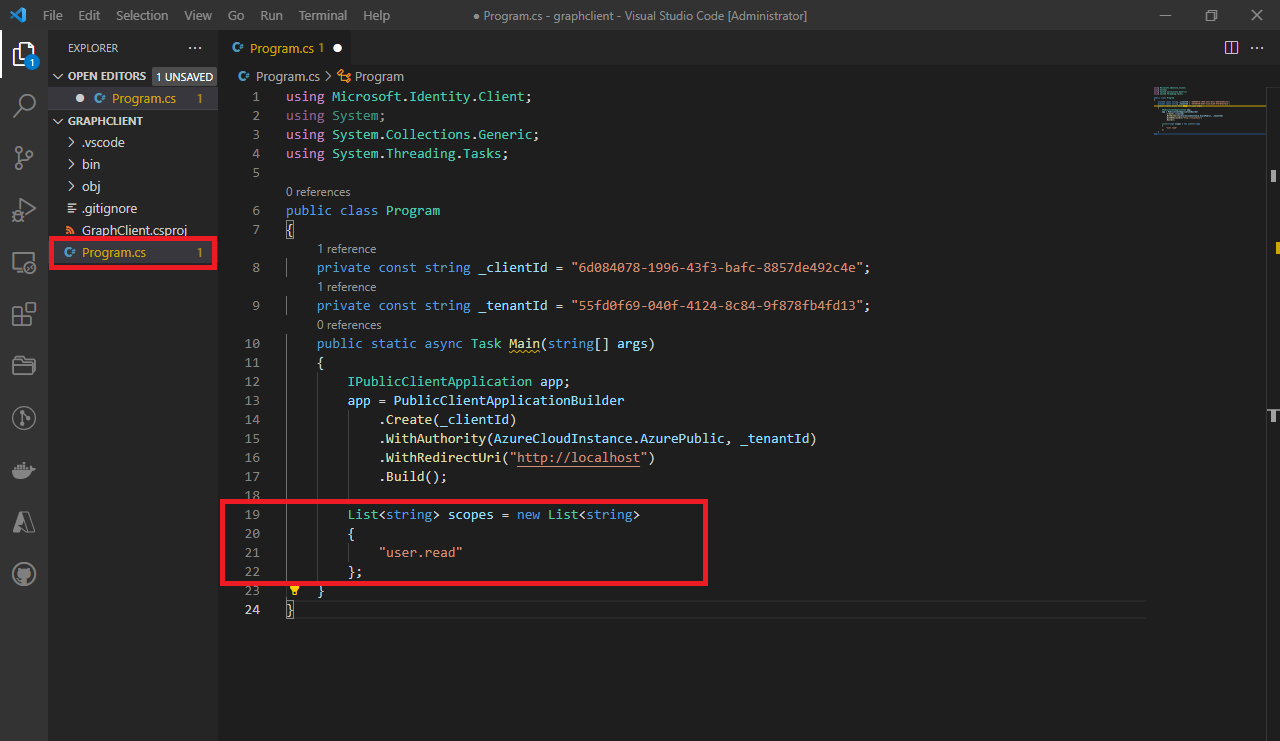 File Edit Selection View Go Run Terminal Help
● Program.cs - graphclient - Visual Studio Code [Administrator]
EXPLORER ···
OPEN EDITORS 1 UNSAVED
● C# Program.cs 1
GRAPHCLIENT
.vscode
bin
obj
.gitignore
GraphClient.csproj
C# Program.cs 1
1
C# Program.cs 1 ●
C# Program.cs > Program
1 using Microsoft.Identity.Client;
2 using System;
3 using System.Collections.Generic;
4 using System.Threading.Tasks;
5
0 references
6 public class Program
7 {
1 reference
8 private const string _clientId = "6d084078-1996-43f3-bafc-8857de492c4e";
1 reference
9 private const string _tenantId = "55fd0f69-040f-4124-8c84-9f878fb4fd13";
0 references
10 public static async Task Main(string[] args)
11 {
12 IPublicClientApplication app;
13 app = PublicClientApplicationBuilder
14 .Create(_clientId)
15 .WithAuthority(AzureCloudInstance.AzurePublic, _tenantId)
16 .WithRedirectUri("http://localhost")
17 .Build();
18
19 List<string> scopes = new List<string>
20 {
21 "user.read"
22 };
23 }
24 }